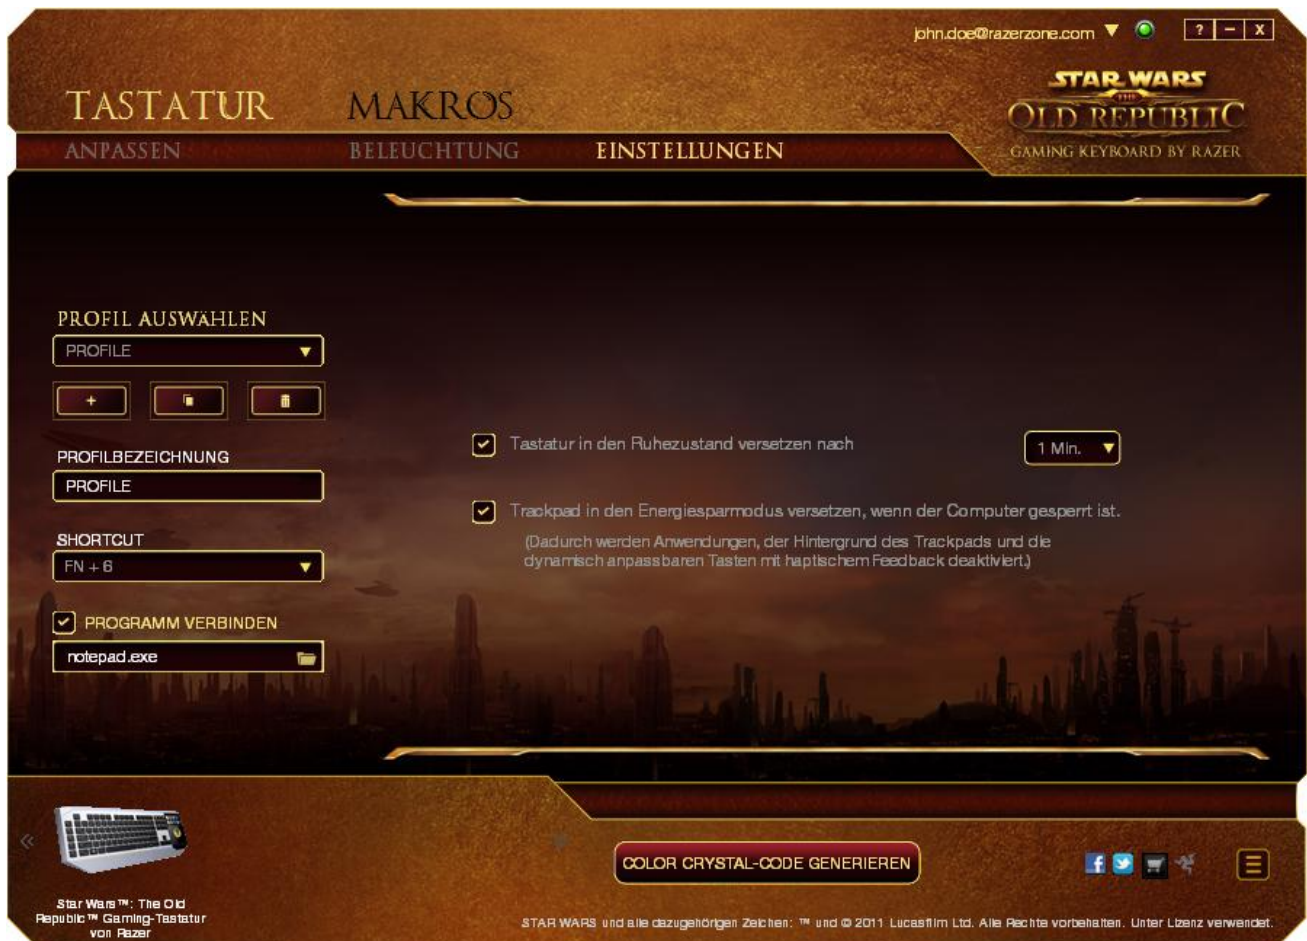 john.doe@razerzone.com
? – X
STAR WARS
THE
OLD REPUBLIC
GAMING KEYBOARD BY RAZER
TASTATUR MAKROS
ANPASSEN BELEUCHTUNG EINSTELLUNGEN
PROFIL AUSWÄHLEN
PROFILE
+
PROFILBEZEICHNUNG
PROFILE
SHORTCUT
FN + 6
PROGRAMM VERBINDEN
notepad.exe
Tastatur in den Ruhezustand versetzen nach 1 Min.
Trackpad in den Energiesparmodus versetzen, wenn der Computer gesperrt ist.
(Dadurch werden Anwendungen, der Hintergrund des Trackpads und die
dynamisch anpassbaren Tasten mit haptischem Feedback deaktiviert.)
«
Star Wars™: The Old
Republic™ Gaming-Tastatur
von Razer
COLOR CRYSTAL-CODE GENERIEREN
f
STAR WARS und alle dazugehörigen Zeichen: ™ und © 2011 Lucasfilm Ltd. Alle Rechte vorbehalten. Unter Lizenz verwendet.